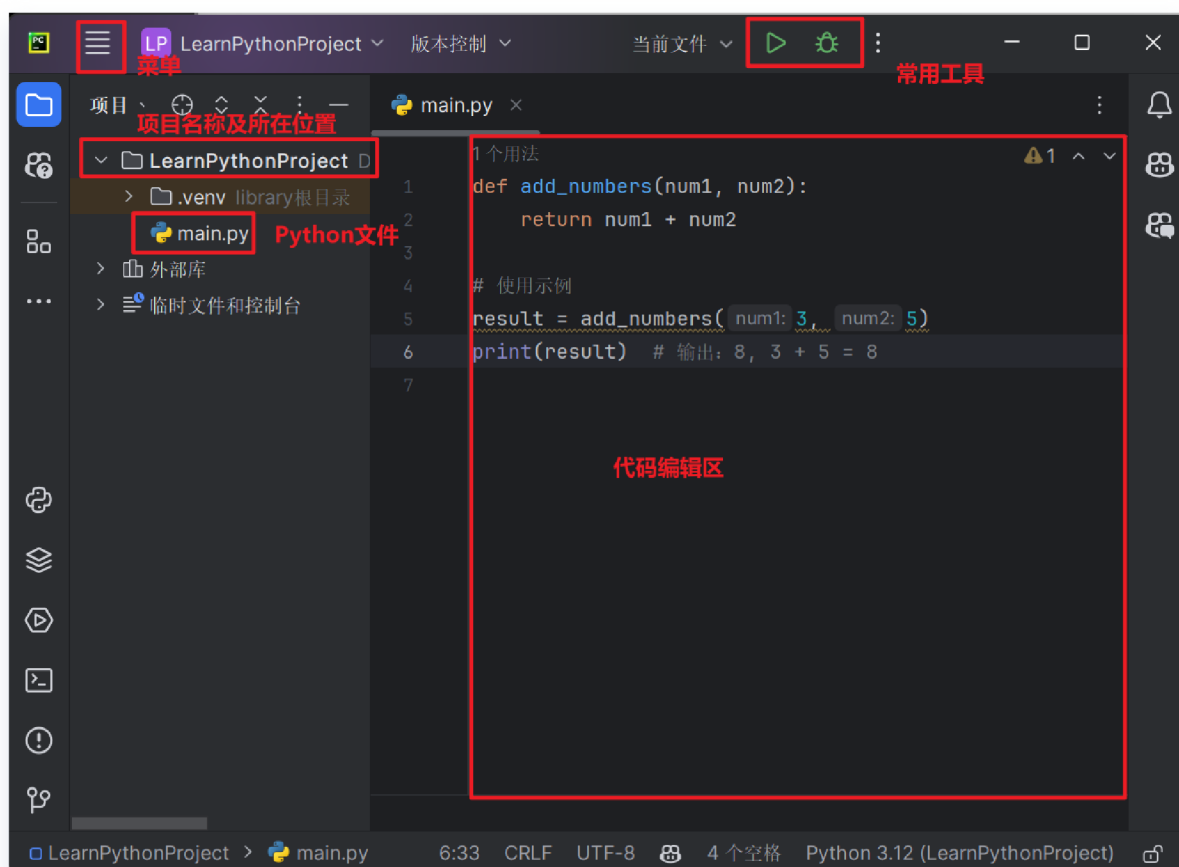 PC LP LearnPythonProject 版本控制 当前文件
菜单
常用工具
项目 main.py
项目名称及所在位置
LearnPythonProject D
.venv library根目录
main.py
Python文件
外部库
临时文件和控制台
1个用法
1
1 def add_numbers(num1, num2):
2 return num1 + num2
3
4 # 使用示例
5 result = add_numbers( num1: 3, num2: 5)
6 print(result) # 输出: 8, 3 + 5 = 8
7
代码编辑区
LearnPythonProject > main.py 6:33 CRLF UTF-8 4 个空格 Python 3.12 (LearnPythonProject)